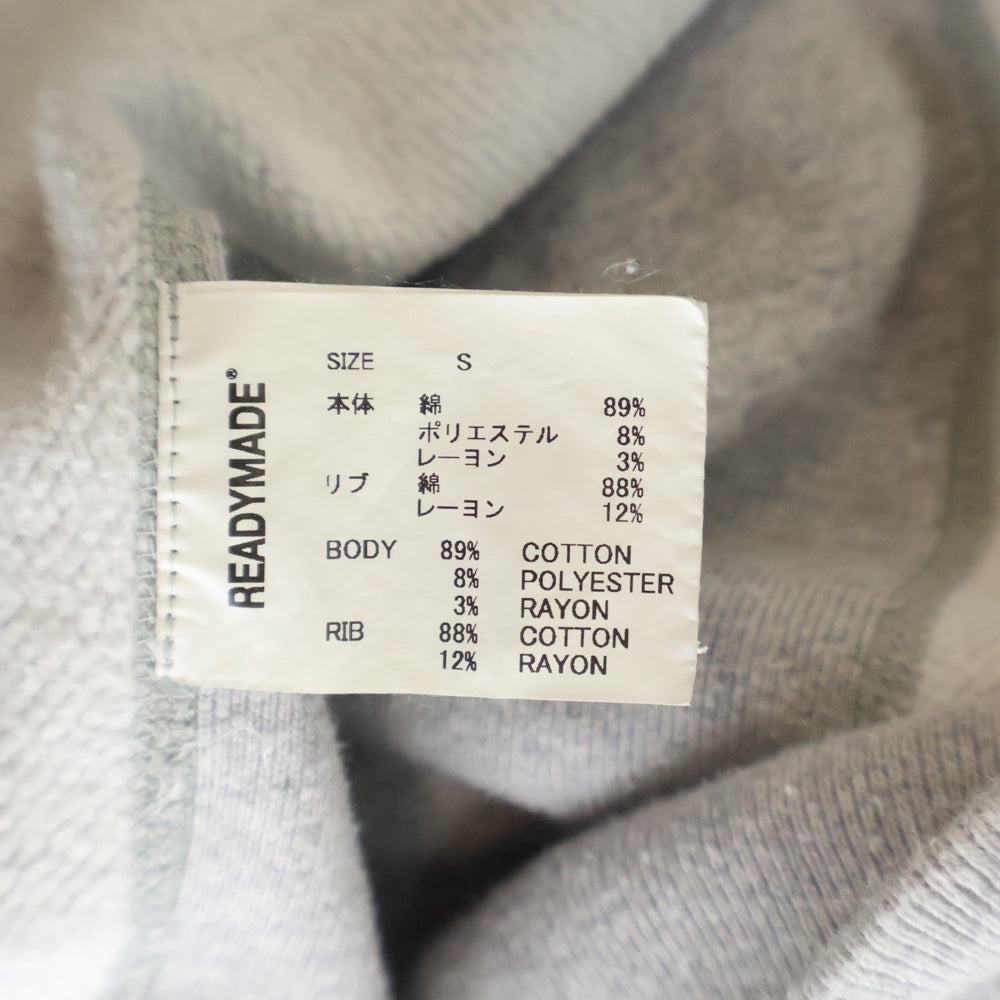 READYMADE®
SIZE S
本体 綿 89%
ポリエステル 8%
レーヨン 3%
リブ 綿 88%
レーヨン 12%
BODY 89% COTTON
8% POLYESTER
3% RAYON
RIB 88% COTTON
12% RAYON